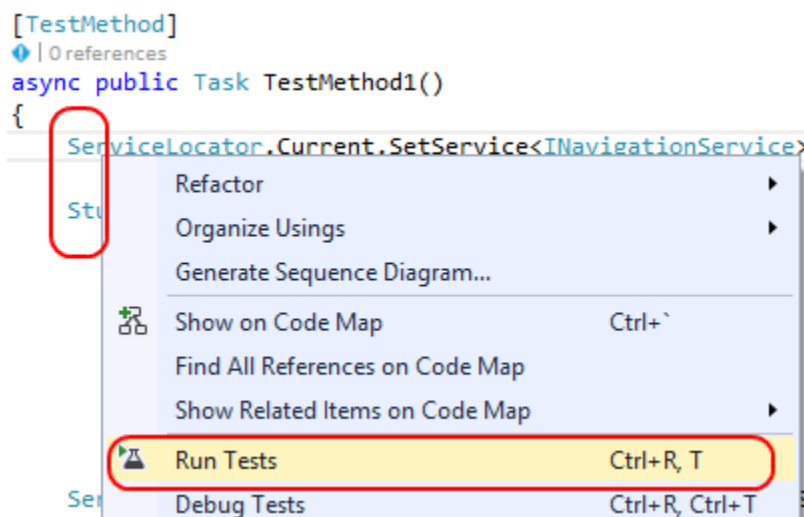 [TestMethod]
| 0 references
async public Task TestMethod1()
{
ServiceLocator.Current.SetService<INavigationService>
Refactor
Stu
Organize Usings
Generate Sequence Diagram...
Show on Code Map Ctrl+`
Find All References on Code Map
Show Related Items on Code Map
Run Tests Ctrl+R, T
Ser
Debug Tests Ctrl+R, Ctrl+T